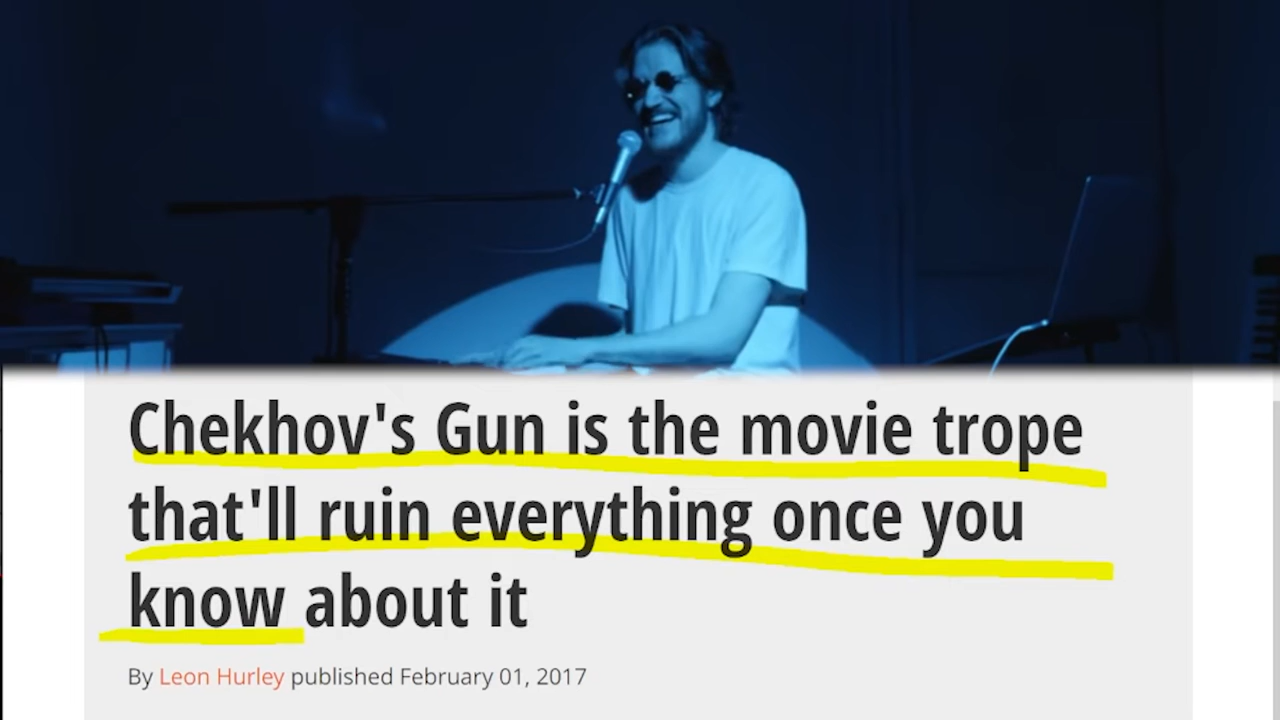 Chekhov's Gun is the movie trope
that'll ruin everything once you
know about it
By Leon Hurley published February 01, 2017